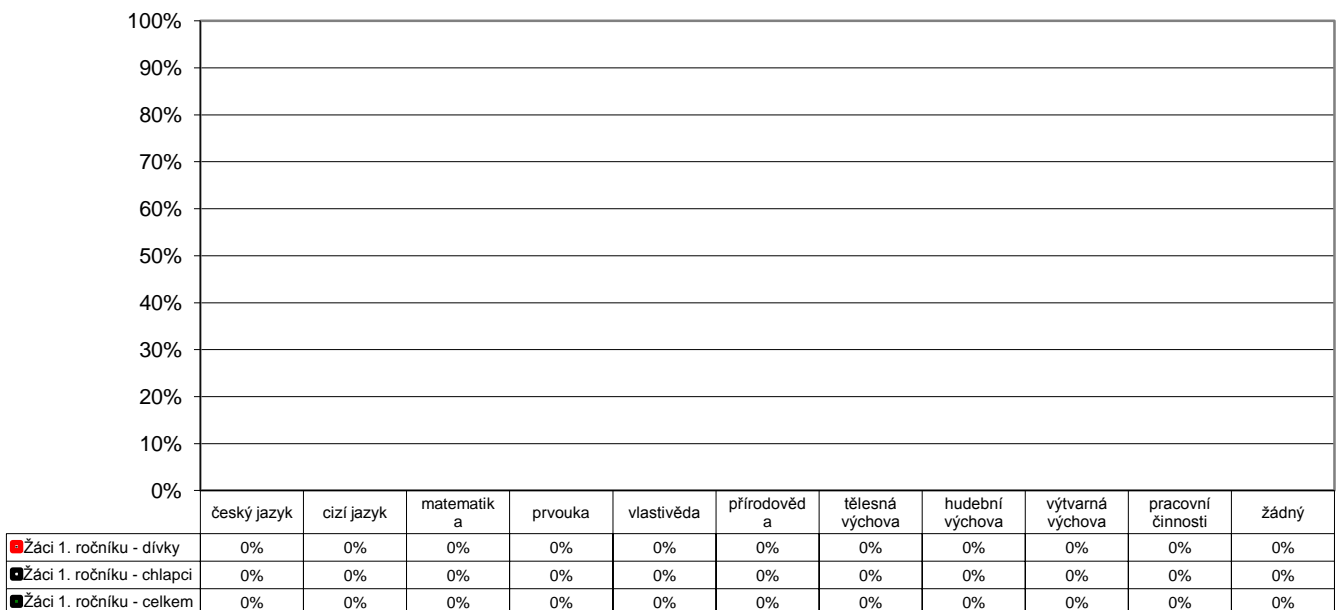 100%
90%
80%
70%
60%
50%
40%
30%
20%
10%
0%
český jazyk cizí jazyk matematik a prvouka vlastivěda přírodověd a tělesná výchova hudební výchova výtvarná výchova pracovní činnosti žádný
Žáci 1. ročníku - dívky 0% 0% 0% 0% 0% 0% 0% 0% 0% 0% 0%
Žáci 1. ročníku - chlapci 0% 0% 0% 0% 0% 0% 0% 0% 0% 0% 0%
Žáci 1. ročníku - celkem 0% 0% 0% 0% 0% 0% 0% 0% 0% 0% 0%